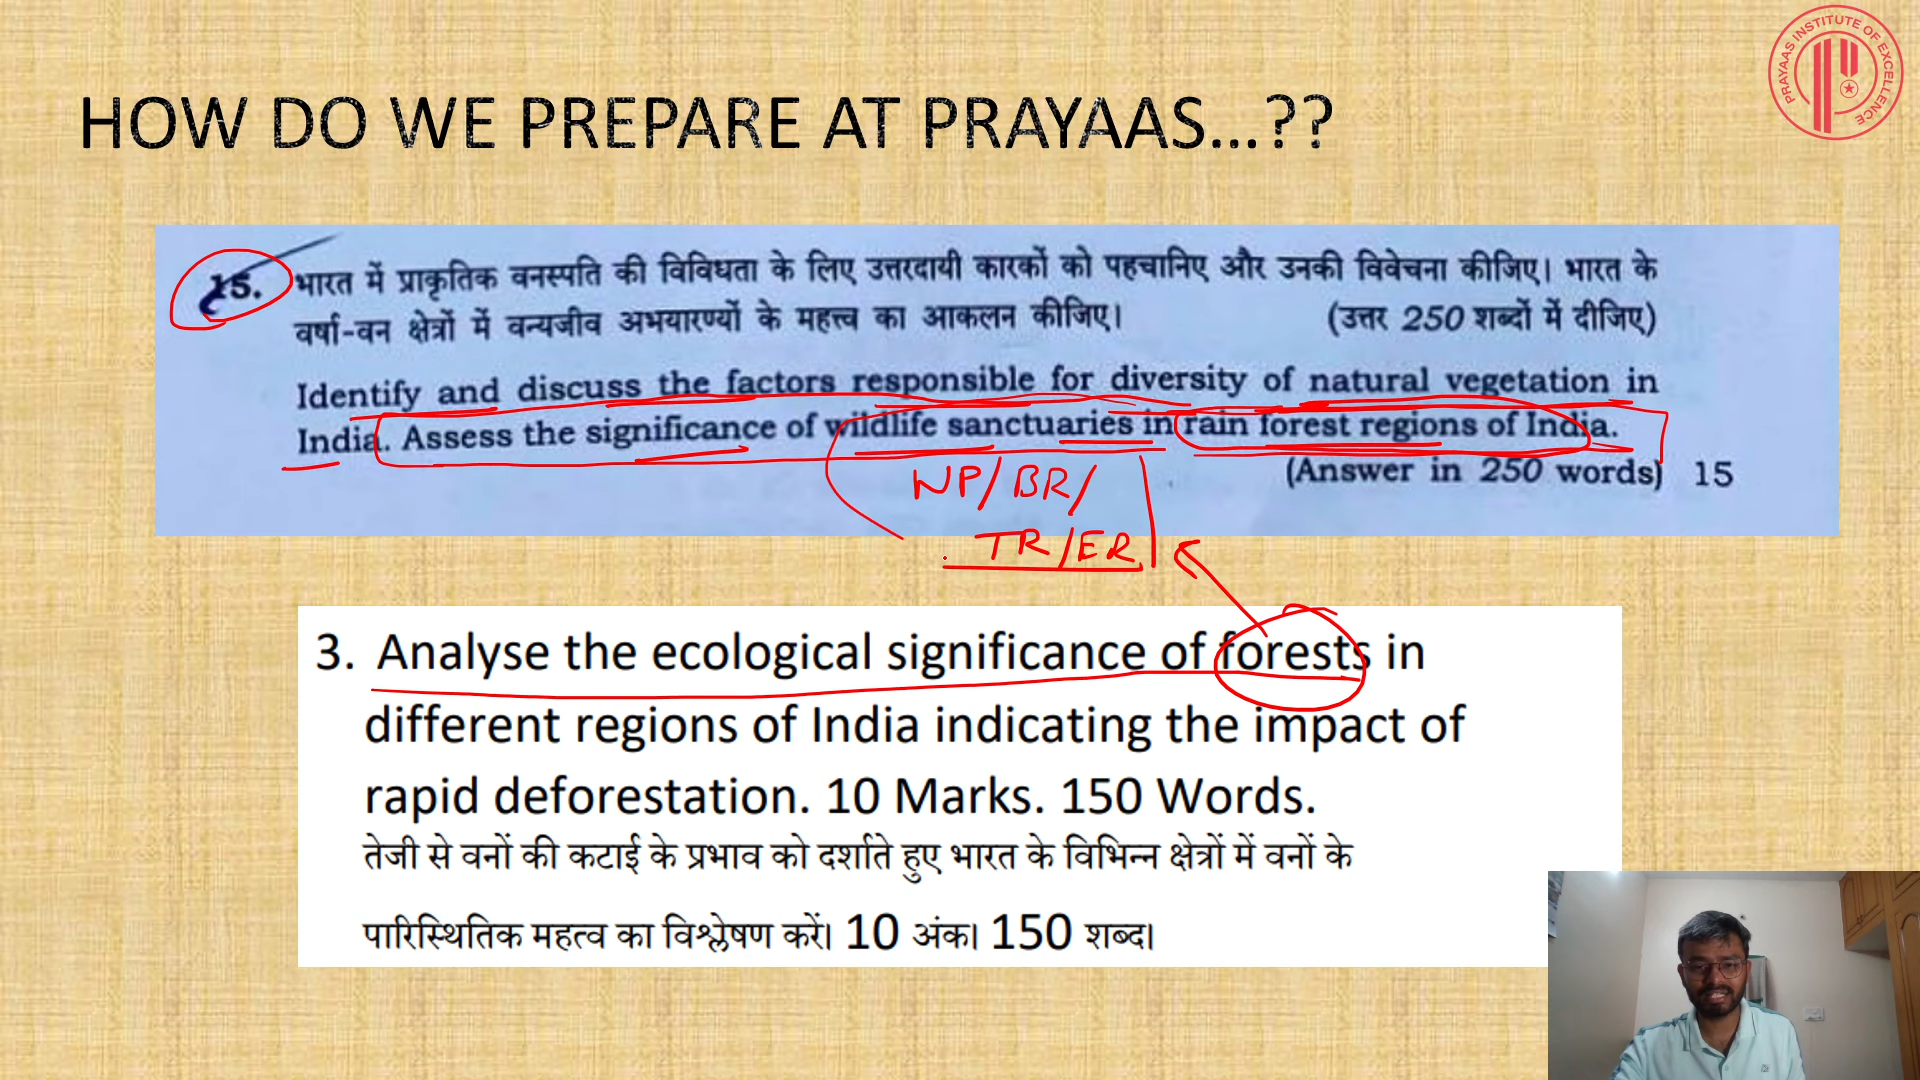 HOW DO WE PREPARE AT PRAYAAS...??
PRAYAAS INSTITUTE OF EXCELLENCE
15. भारत में प्राकृतिक वनस्पति की विविधता के लिए उत्तरदायी कारकों को पहचानिए और उनकी विवेचना कीजिए। भारत के
वर्षा-वन क्षेत्रों में वन्यजीव अभयारण्यों के महत्त्व का आकलन कीजिए। (उत्तर 250 शब्दों में दीजिए)
Identify and discuss the factors responsible for diversity of natural vegetation in
India. Assess the significance of wildlife sanctuaries in rain forest regions of India.
(Answer in 250 words) 15
NP/BR/
TR/ER
3. Analyse the ecological significance of forests in
different regions of India indicating the impact of
rapid deforestation. 10 Marks. 150 Words.
तेजी से वनों की कटाई के प्रभाव को दर्शाते हुए भारत के विभिन्न क्षेत्रों में वनों के
पारिस्थितिक महत्व का विश्लेषण करें। 10 अंक। 150 शब्द।